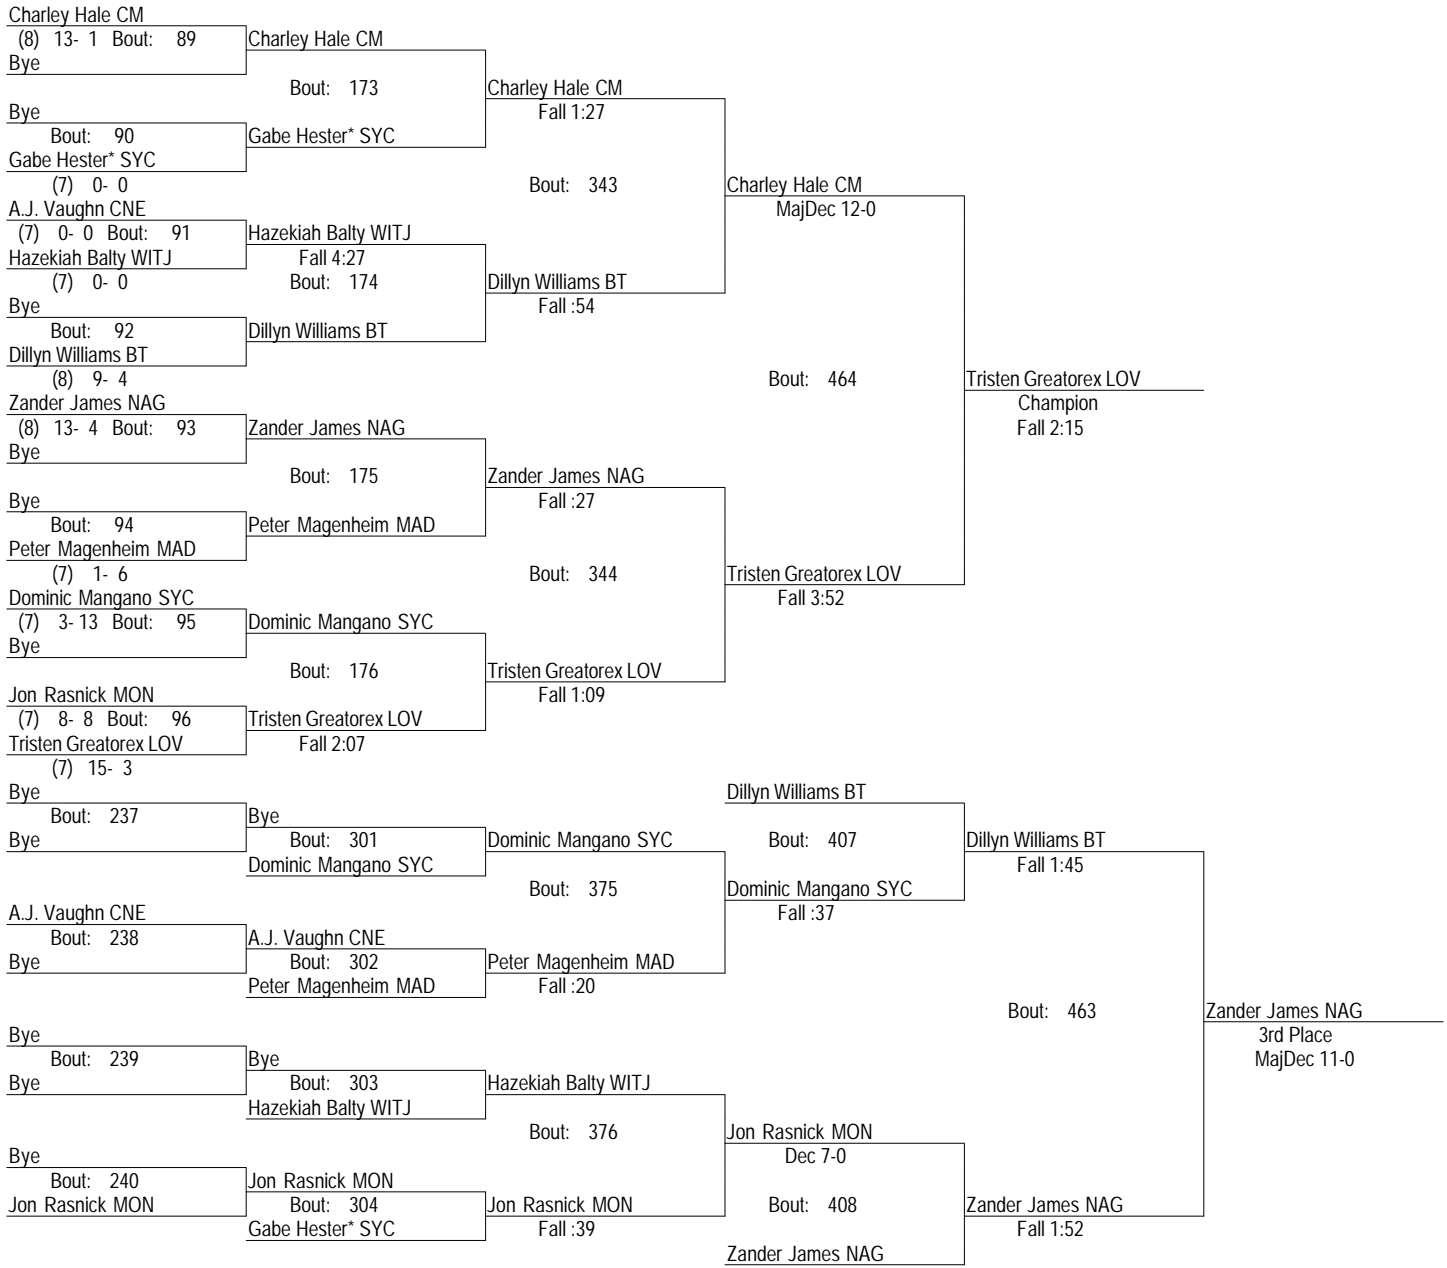 Charley Hale CM
(8) 13- 1 Bout: 89 Charley Hale CM
Bye
Bout: 173 Charley Hale CM
Bye Fall 1:27
Bout: 90 Gabe Hester* SYC
Gabe Hester* SYC
(7) 0- 0 Bout: 343 Charley Hale CM
A.J. Vaughn CNE MajDec 12-0
(7) 0- 0 Bout: 91 Hazekiah Balty WITJ
Hazekiah Balty WITJ Fall 4:27
(7) 0- 0 Bout: 174 Dillyn Williams BT
Bye Fall :54
Bout: 92 Dillyn Williams BT
Dillyn Williams BT
(8) 9- 4 Bout: 464 Tristen Greatorex LOV
Zander James NAG Champion
(8) 13- 4 Bout: 93 Zander James NAG Fall 2:15
Bye
Bout: 175 Zander James NAG
Bye Fall :27
Bout: 94 Peter Magenheim MAD
Peter Magenheim MAD
(7) 1- 6 Bout: 344 Tristen Greatorex LOV
Dominic Mangano SYC Fall 3:52
(7) 3- 13 Bout: 95 Dominic Mangano SYC
Bye
Bout: 176 Tristen Greatorex LOV
Jon Rasnick MON Fall 1:09
(7) 8- 8 Bout: 96 Tristen Greatorex LOV
Tristen Greatorex LOV Fall 2:07
(7) 15- 3
Bye Dillyn Williams BT
Bout: 237 Bye
Bye Bout: 301 Dominic Mangano SYC Bout: 407 Dillyn Williams BT
Dominic Mangano SYC Fall 1:45
Bout: 375 Dominic Mangano SYC
A.J. Vaughn CNE Fall :37
Bout: 238 A.J. Vaughn CNE
Bye Bout: 302 Peter Magenheim MAD
Peter Magenheim MAD Fall :20
Bout: 463 Zander James NAG
Bye 3rd Place
Bout: 239 Bye MajDec 11-0
Bye Bout: 303 Hazekiah Balty WITJ
Hazekiah Balty WITJ
Bout: 376 Jon Rasnick MON
Bye Dec 7-0
Bout: 240 Jon Rasnick MON
Jon Rasnick MON Bout: 304 Jon Rasnick MON Bout: 408 Zander James NAG
Gabe Hester* SYC Fall :39 Fall 1:52
Zander James NAG